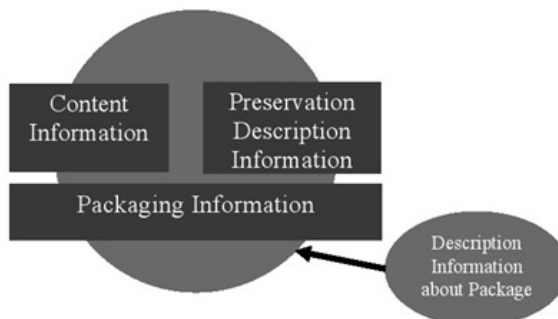 Content
Information
Preservation
Description
Information
Packaging Information
Description
Information
about Package